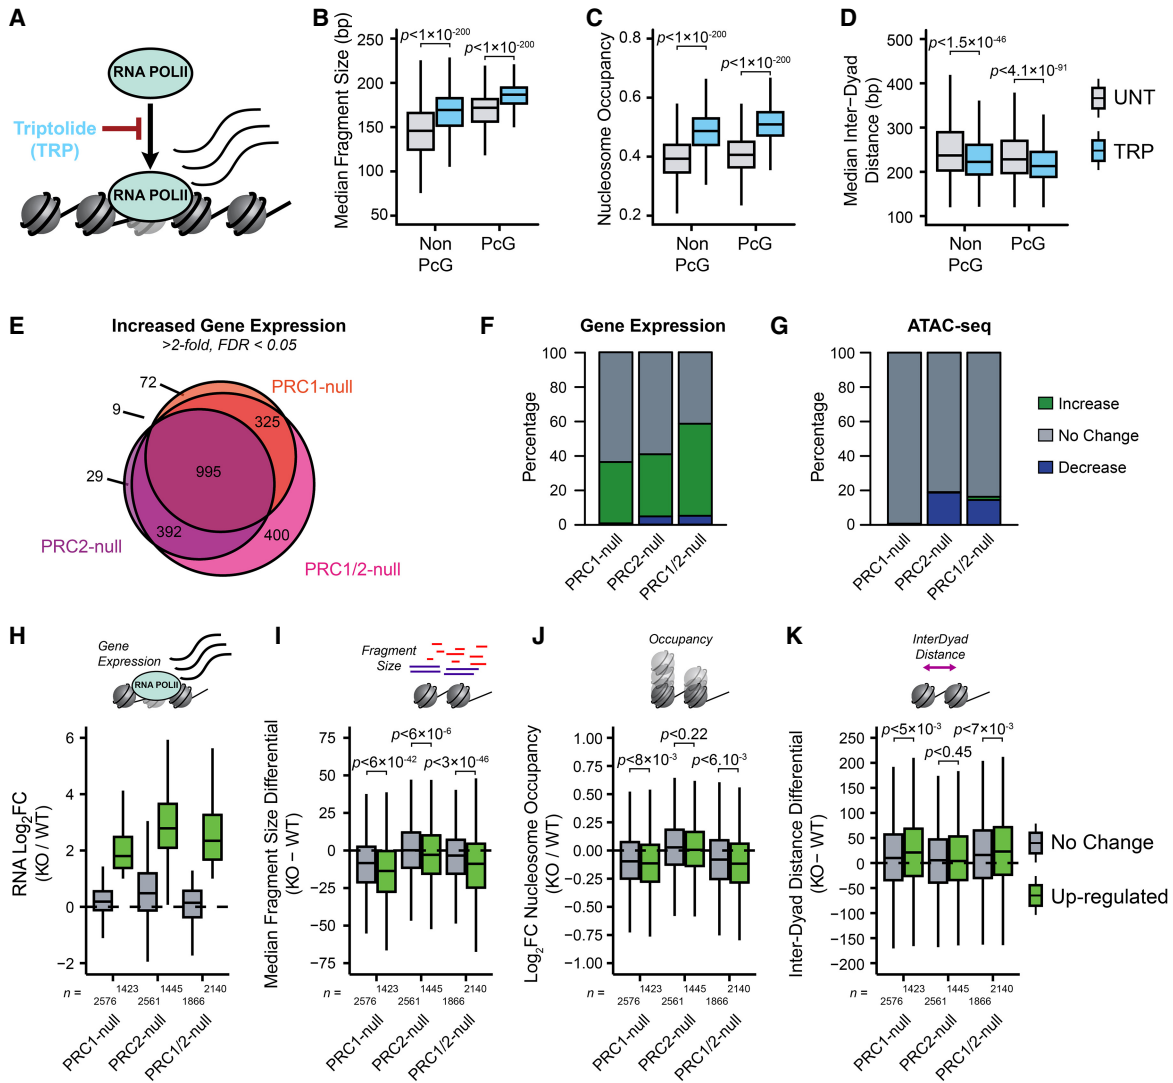 A
RNA POLII
Triptolide
(TRP)
RNA POLII
B
Median Fragment Size (bp)
250
200
150
100
50
p<1×10-200
p<1×10-200
Non
PcG
PcG
C
Nucleosome Occupancy
0.8
0.6
0.4
0.2
p<1×10-200
p<1×10-200
Non
PcG
PcG
D
Median Inter−Dyad
Distance (bp)
500
400
300
200
100
p<1.5×10-46
p<4.1×10-91
Non
PcG
PcG
UNT
TRP
E
Increased Gene Expression
>2-fold, FDR < 0.05
72
9
29
PRC1-null
325
995
392
400
PRC2-null
PRC1/2-null
F
Gene Expression
Percentage
100
80
60
40
20
0
PRC1-null
PRC2-null
PRC1/2-null
G
ATAC-seq
Percentage
100
80
60
40
20
0
PRC1-null
PRC2-null
PRC1/2-null
Increase
No Change
Decrease
H
Gene
Expression
RNA POLII
RNA Log2FC
(KO / WT)
6
4
2
0
−2
n =
1423
1445
2140
2576
2561
1866
PRC1-null
PRC2-null
PRC1/2-null
I
Fragment
Size
Median Fragment Size Differential
(KO − WT)
75
50
25
0
−25
−50
−75
p<6×10-6
p<6×10-42
p<3×10-46
n =
1423
1445
2140
2576
2561
1866
PRC1-null
PRC2-null
PRC1/2-null
J
Occupancy
Log2FC Nucleosome Occupancy
(KO / WT)
1.00
0.75
0.50
0.25
0.00
−0.25
−0.50
−0.75
−1.00
p<0.22
p<8×10-3
p<6.10-3
n =
1423
1445
2140
2576
2561
1866
PRC1-null
PRC2-null
PRC1/2-null
K
InterDyad
Distance
Inter-Dyad Distance Differential
(KO − WT)
250
200
150
100
50
0
−50
−100
−150
−200
p<5×10-3
p<7×10-3
p<0.45
n =
1423
1445
2140
2576
2561
1866
PRC1-null
PRC2-null
PRC1/2-null
No Change
Up-regulated